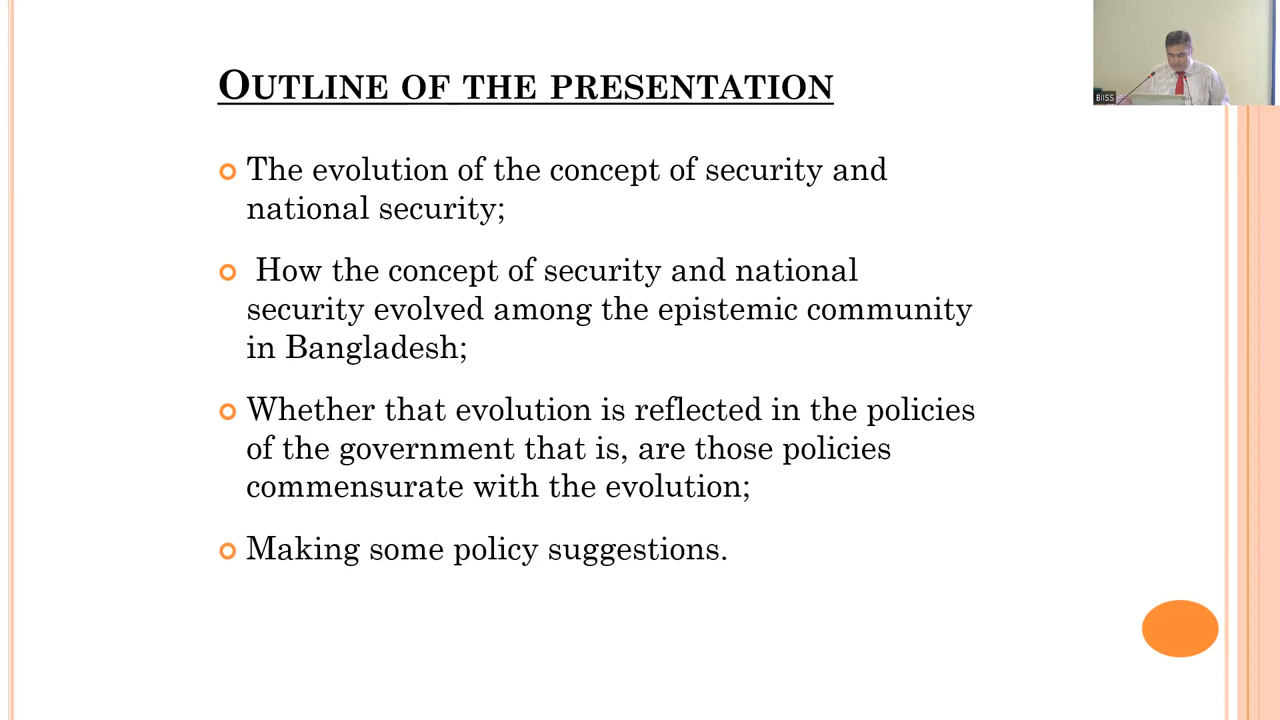 OUTLINE OF THE PRESENTATION
BIISS
The evolution of the concept of security and
national security;
How the concept of security and national
security evolved among the epistemic community
in Bangladesh;
Whether that evolution is reflected in the policies
of the government that is, are those policies
commensurate with the evolution;
Making some policy suggestions.